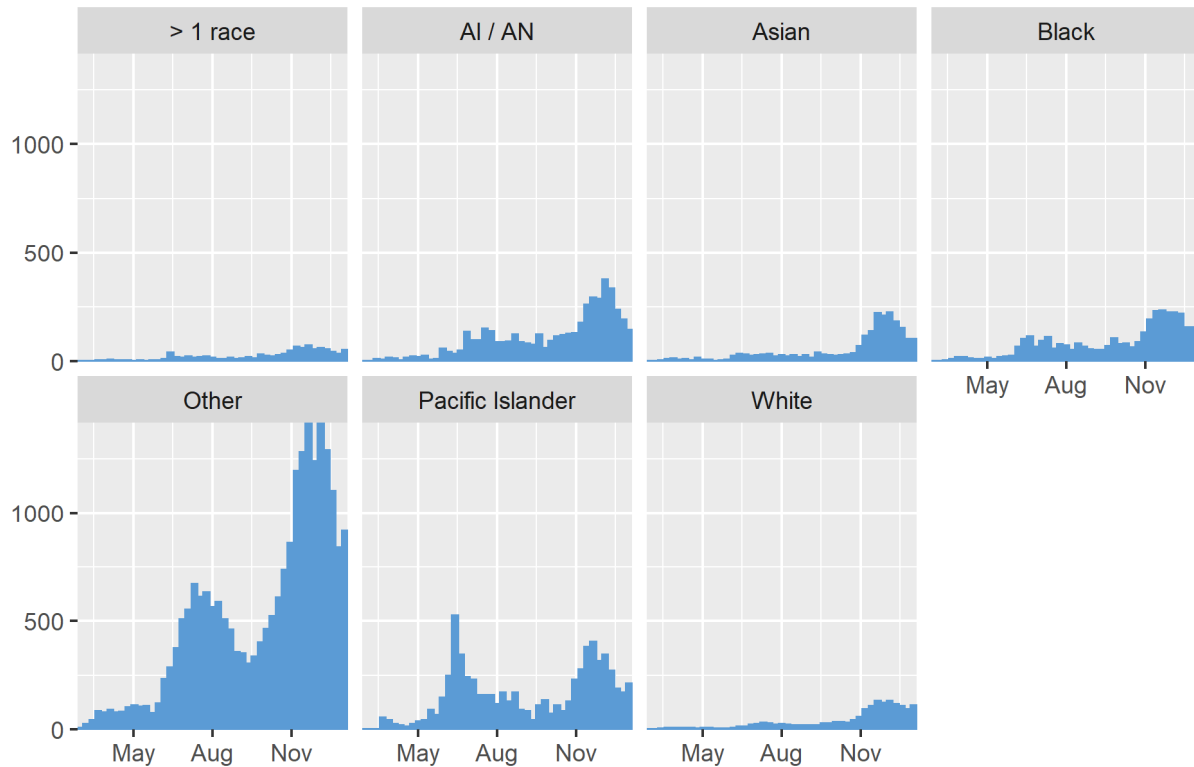 > 1 race AI / AN Asian Black
1000
500
0
May Aug Nov
Other Pacific Islander White
1000
500
0
May Aug Nov May Aug Nov May Aug Nov